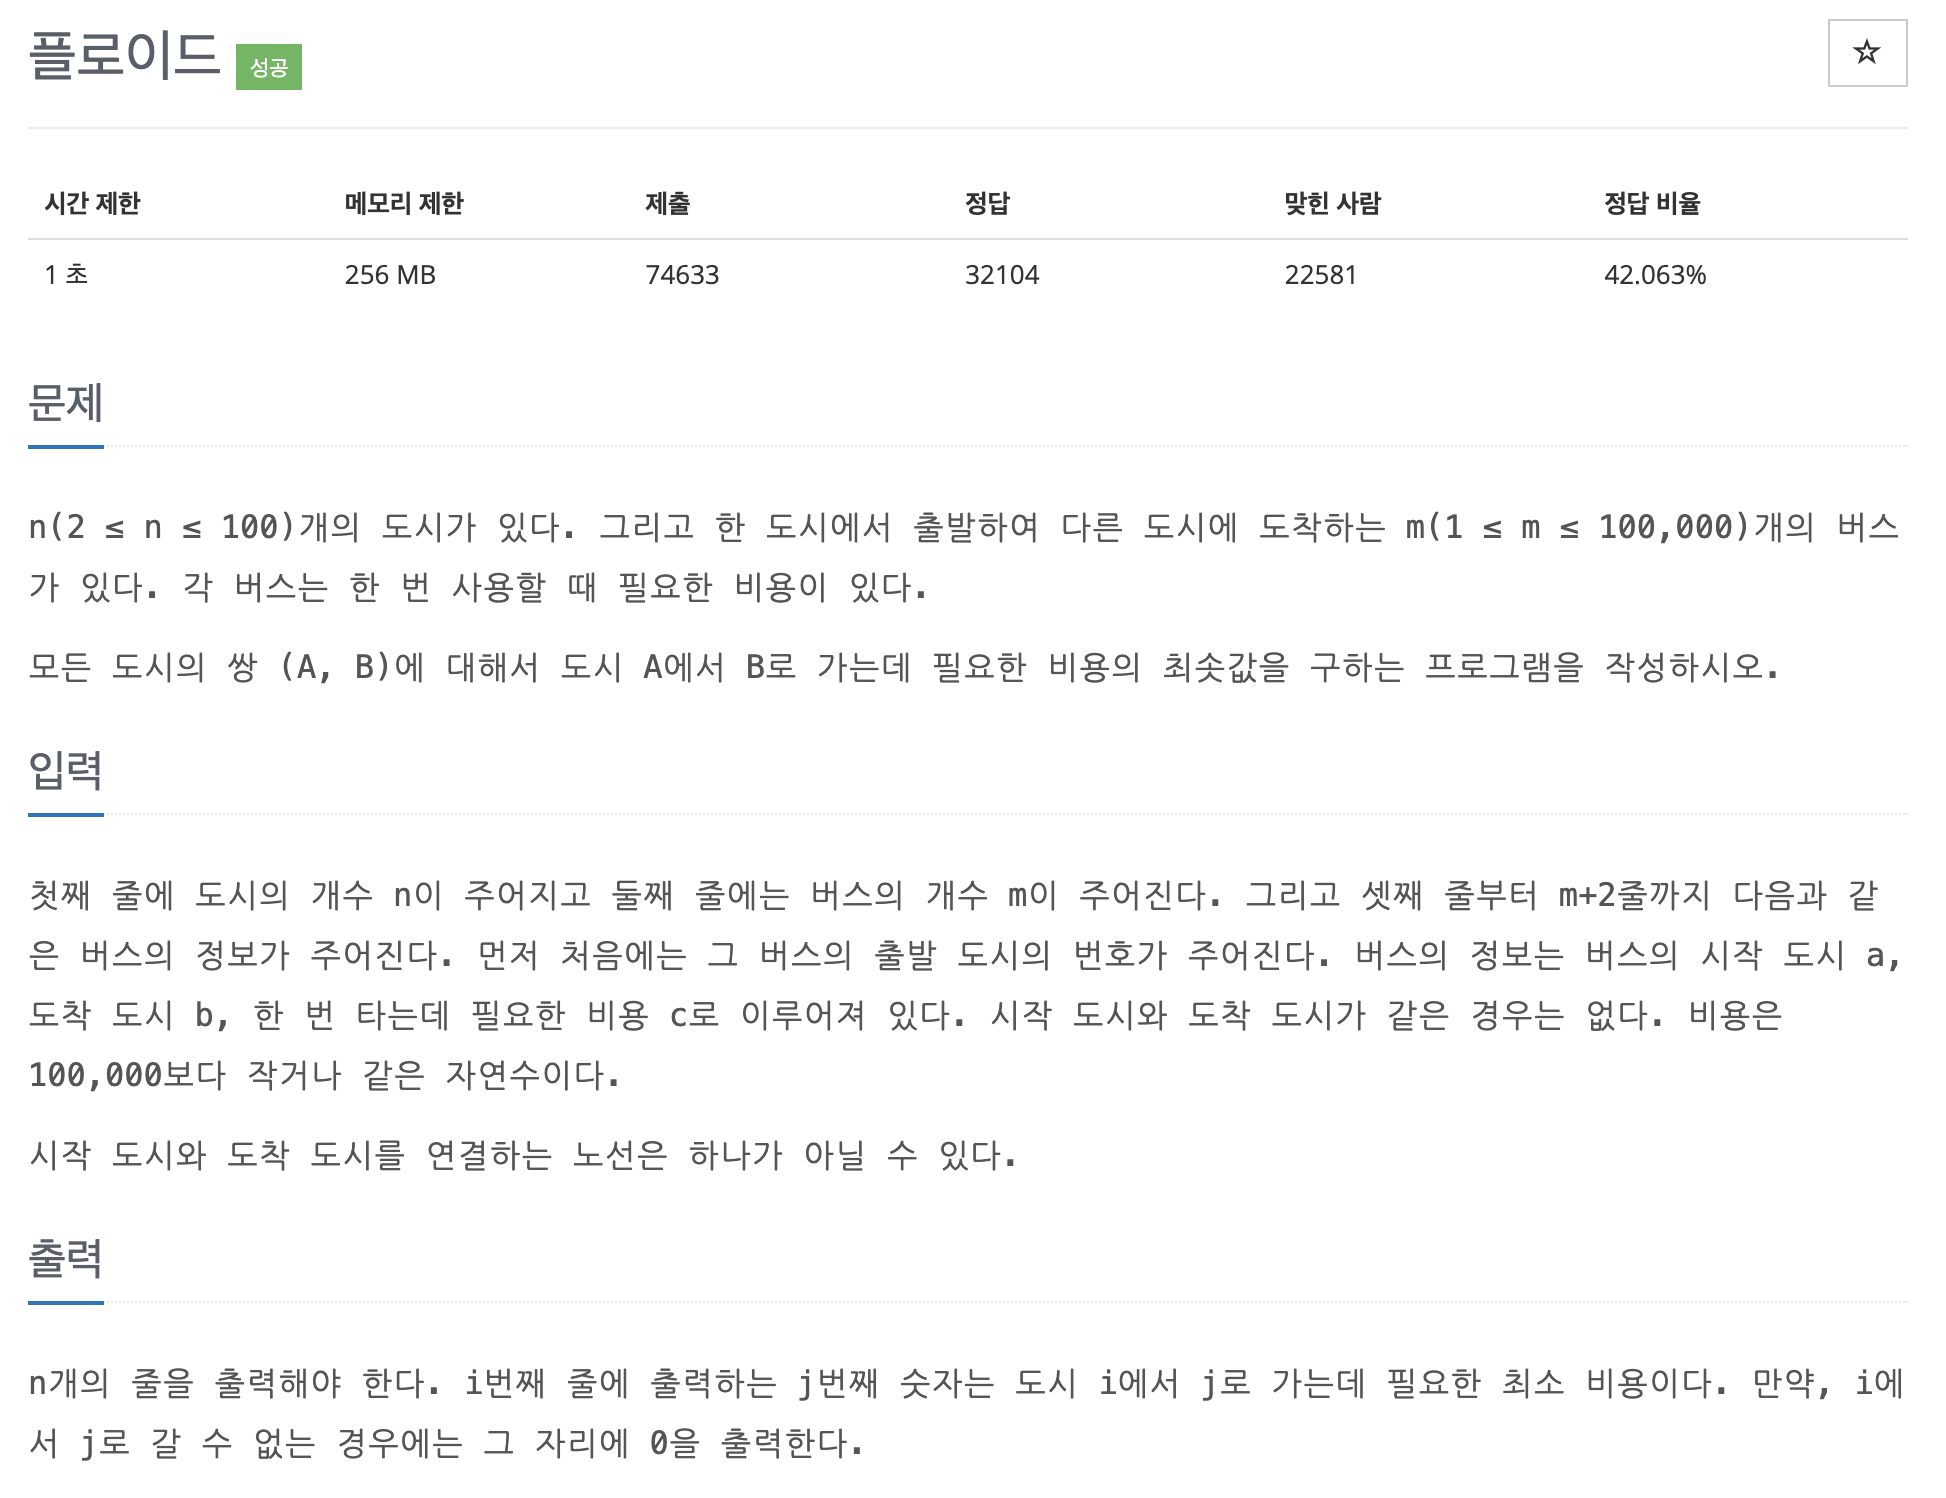 플로이드 성공
☆
시간 제한 메모리 제한 제출 정답 맞힌 사람 정답 비율
1 초 256 MB 74633 32104 22581 42.063%
문제
n(2 ≤ n ≤ 100)개의 도시가 있다. 그리고 한 도시에서 출발하여 다른 도시에 도착하는 m(1 ≤ m ≤ 100,000)개의 버스
가 있다. 각 버스는 한 번 사용할 때 필요한 비용이 있다.
모든 도시의 쌍 (A, B)에 대해서 도시 A에서 B로 가는데 필요한 비용의 최솟값을 구하는 프로그램을 작성하시오.
입력
첫째 줄에 도시의 개수 n이 주어지고 둘째 줄에는 버스의 개수 m이 주어진다. 그리고 셋째 줄부터 m+2줄까지 다음과 같
은 버스의 정보가 주어진다. 먼저 처음에는 그 버스의 출발 도시의 번호가 주어진다. 버스의 정보는 버스의 시작 도시 a,
도착 도시 b, 한 번 타는데 필요한 비용 c로 이루어져 있다. 시작 도시와 도착 도시가 같은 경우는 없다. 비용은
100,000보다 작거나 같은 자연수이다.
시작 도시와 도착 도시를 연결하는 노선은 하나가 아닐 수 있다.
출력
n개의 줄을 출력해야 한다. i번째 줄에 출력하는 j번째 숫자는 도시 i에서 j로 가는데 필요한 최소 비용이다. 만약, i에
서 j로 갈 수 없는 경우에는 그 자리에 0을 출력한다.